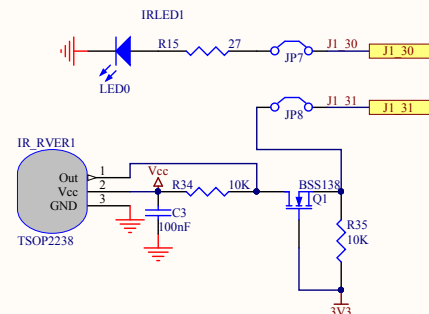 IRLED1
R15
27
J1_30
J1_30
JP7
LED0
J1_31
J1_31
JP8
IR_RVER1
Out
1
Vcc
2
GND
3
TSOP2238
Vcc
R34
10K
C3
100nF
BSS138
Q1
R35
10K
3V3